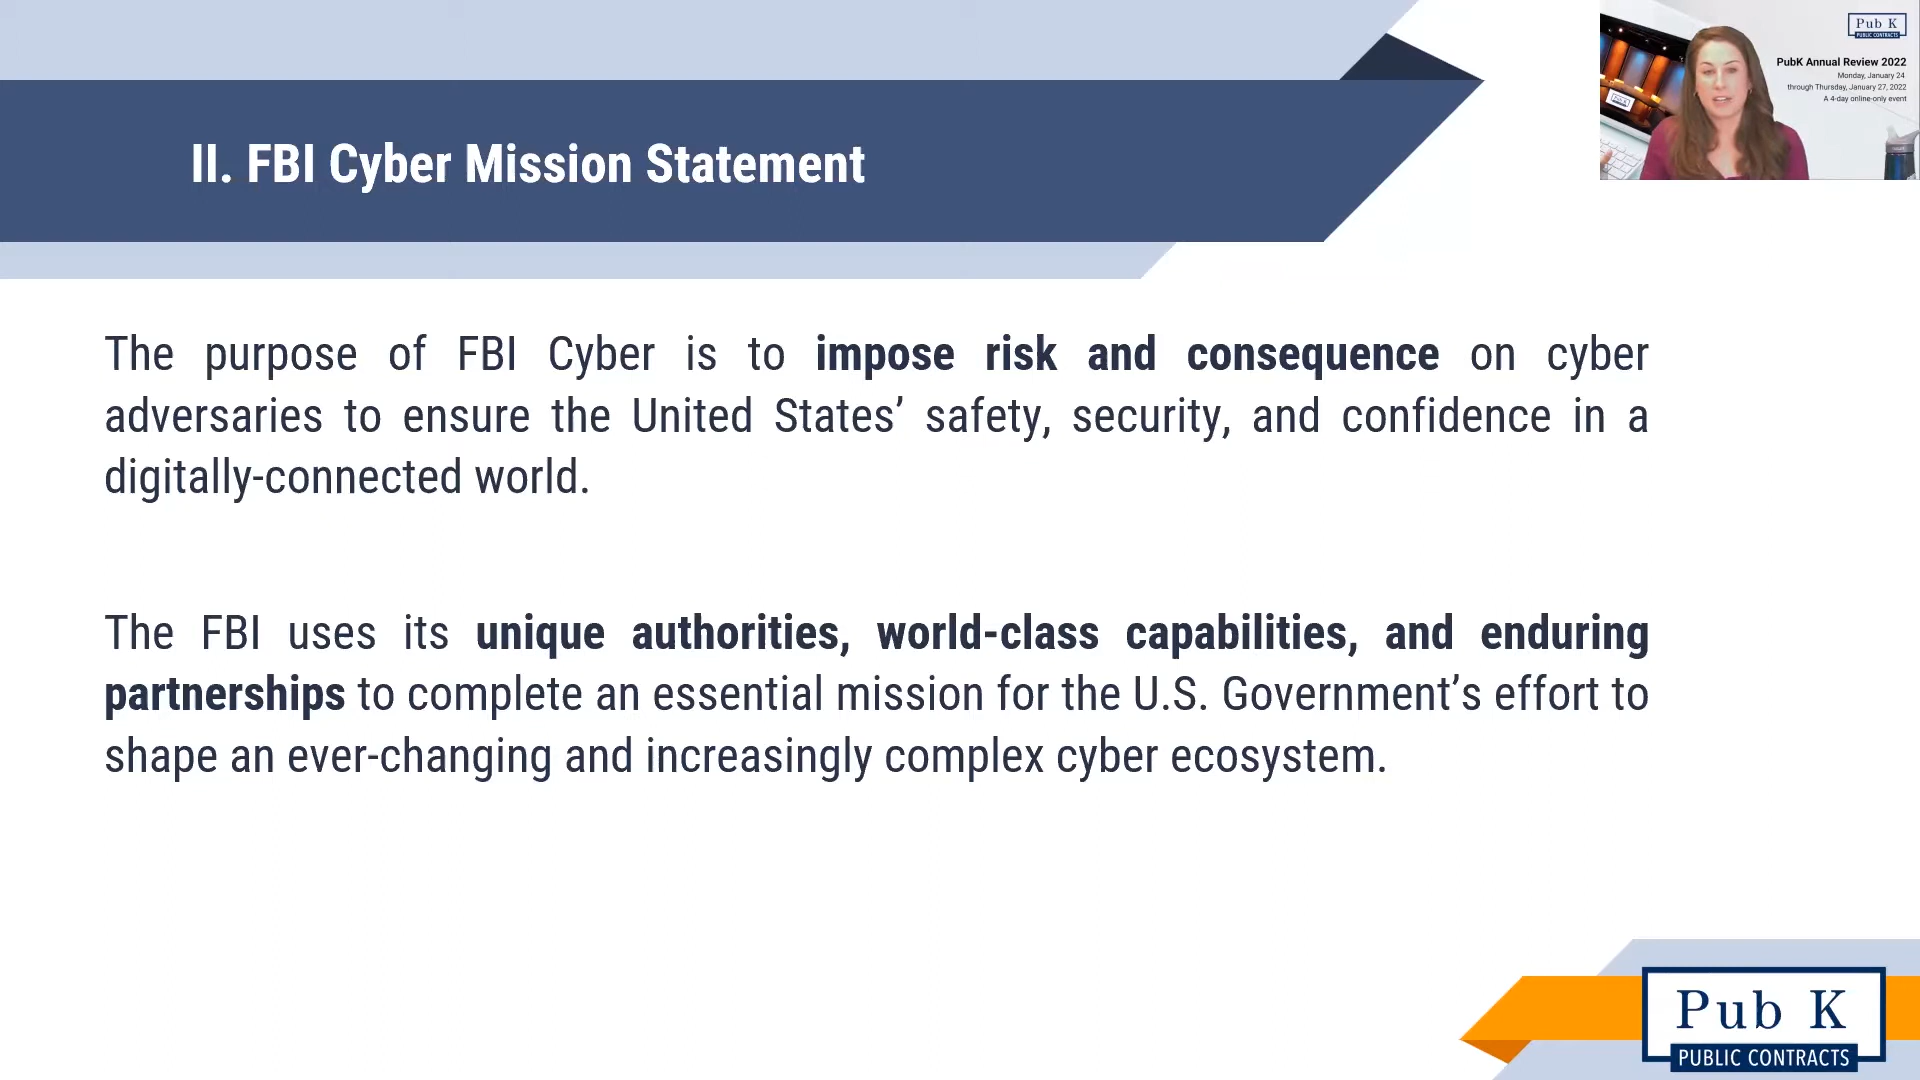 Pub K
PUBLIC CONTRACTS
PubK Annual Review 2022
Monday, January 24
through Thursday, January 27, 2022
A 4-day online-only event
II. FBI Cyber Mission Statement
The purpose of FBI Cyber is to impose risk and consequence on cyber
adversaries to ensure the United States’ safety, security, and confidence in a
digitally-connected world.
The FBI uses its unique authorities, world-class capabilities, and enduring
partnerships to complete an essential mission for the U.S. Government’s effort to
shape an ever-changing and increasingly complex cyber ecosystem.
Pub K
PUBLIC CONTRACTS